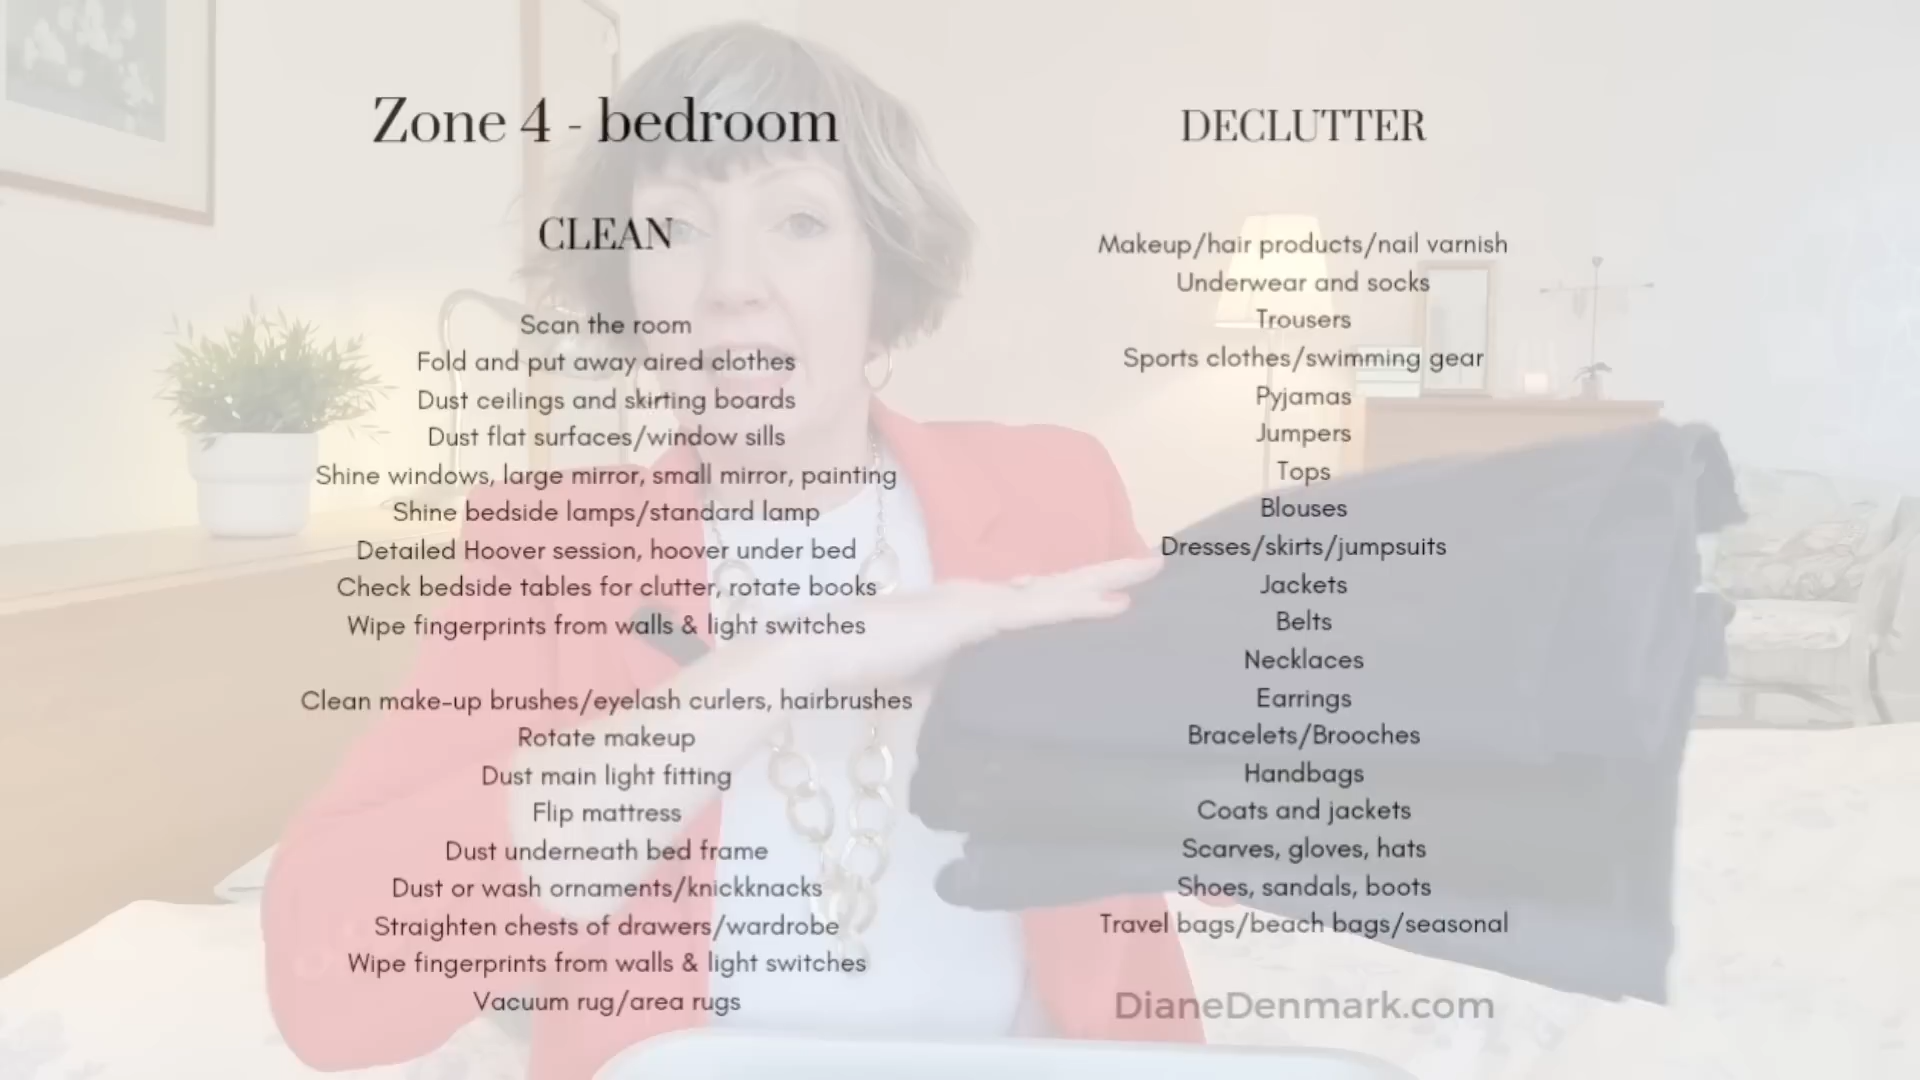 Zone 4 - bedroom
CLEAN
Scan the room
Fold and put away aired clothes
Dust ceilings and skirting boards
Dust flat surfaces/window sills
Shine windows, large mirror, small mirror, painting
Shine bedside lamps/standard lamp
Detailed Hoover session, hoover under bed
Check bedside tables for clutter, rotate books
Wipe fingerprints from walls & light switches
Clean make-up brushes/eyelash curlers, hairbrushes
Rotate makeup
Dust main light fitting
Flip mattress
Dust underneath bed frame
Dust or wash ornaments/knickknacks
Straighten chests of drawers/wardrobe
Wipe fingerprints from walls & light switches
Vacuum rug/area rugs
DECLUTTER
Makeup/hair products/nail varnish
Underwear and socks
Trousers
Sports clothes/swimming gear
Pyjamas
Jumpers
Tops
Blouses
Dresses/skirts/jumpsuits
Jackets
Belts
Necklaces
Earrings
Bracelets/Brooches
Handbags
Coats and jackets
Scarves, gloves, hats
Shoes, sandals, boots
Travel bags/beach bags/seasonal
DianeDenmark.com